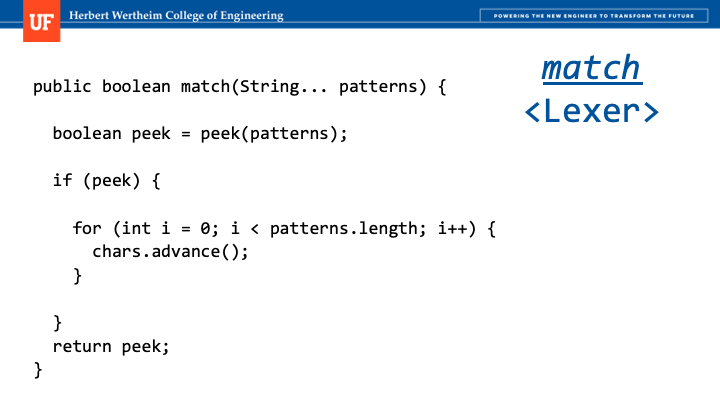 UF
Herbert Wertheim College of Engineering
POWERING THE NEW ENGINEER TO TRANSFORM THE FUTURE
match
<Lexer>
public boolean match(String... patterns) {
boolean peek = peek(patterns);
if (peek) {
for (int i = 0; i < patterns.length; i++) {
chars.advance();
}
}
return peek;
}